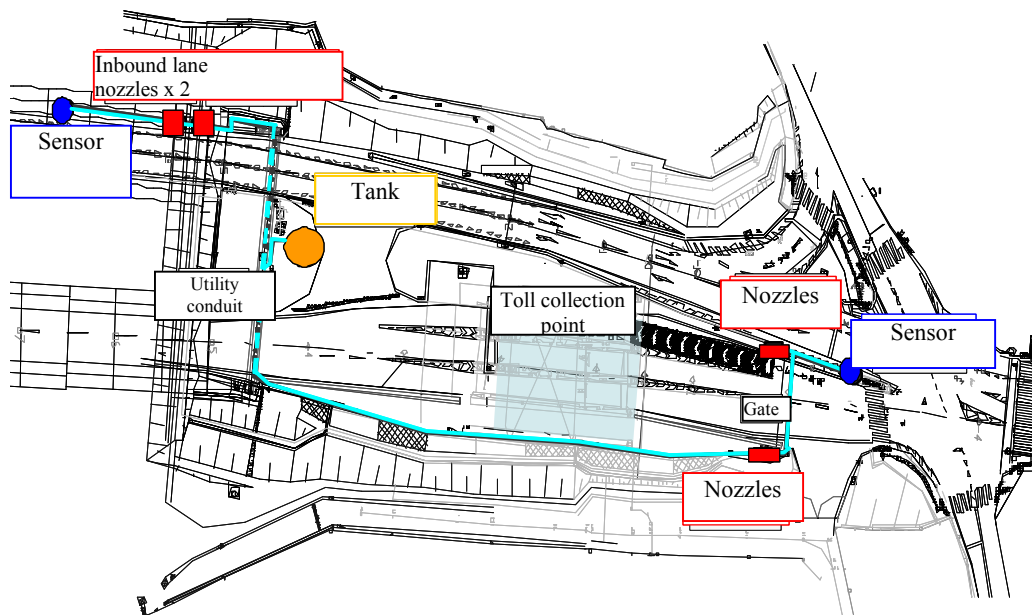 Inbound lane
nozzles x 2
Sensor
Tank
Utility
conduit
Toll collection
point
Nozzles
Sensor
Gate
Nozzles